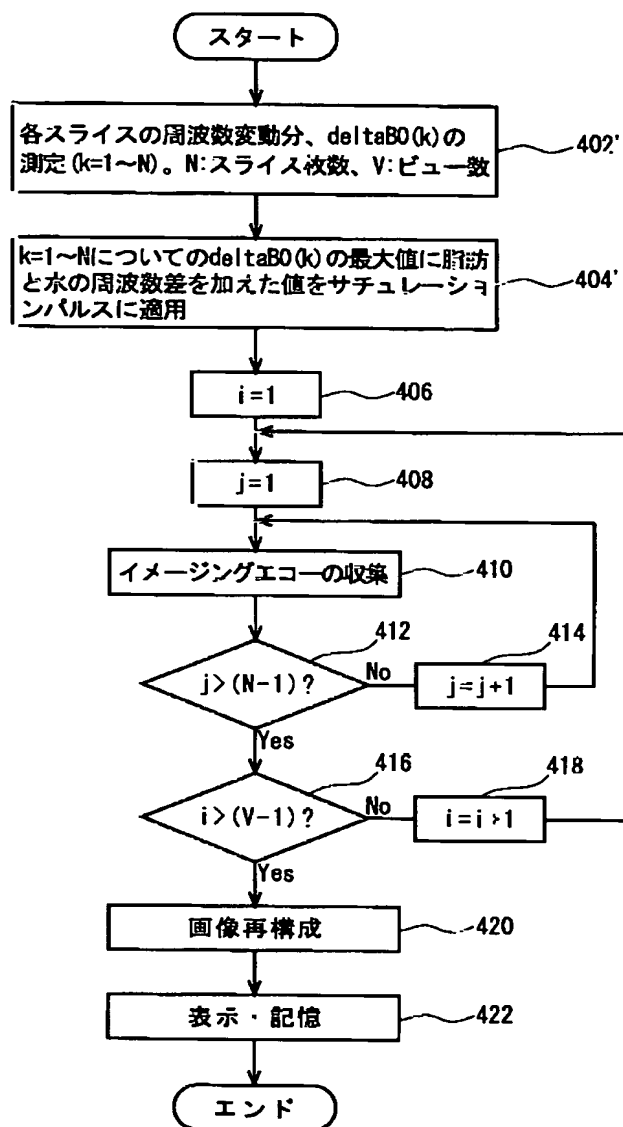 スタート
各スライスの周波数変動分、deltaB0(k)の
測定(k=1~N)。N:スライス枚数、V:ビュー数
402'
k=1~NについてのdeltaB0(k)の最大値に脂肪
と水の周波数差を加えた値をサチュレーショ
ンパルスに適用
404'
i=1
406
j=1
408
イメージングエコーの収集
410
412
414
j>(N-1)?
No
j=j+1
Yes
416
418
i>(V-1)?
No
i=i+1
Yes
画像再構成
420
表示・記憶
422
エンド